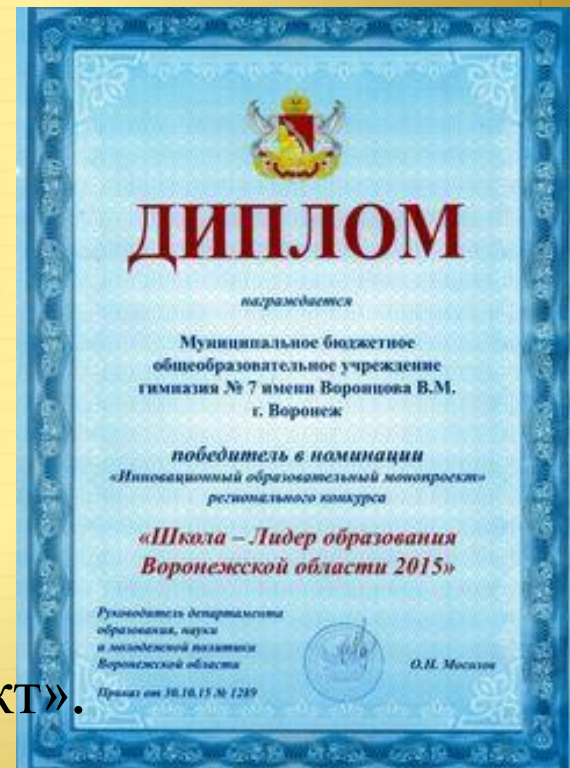 ДИПЛОМ
награждается
Муниципальное бюджетное
общеобразовательное учреждение
гимназия № 7 имени Воронцова В.М.
г. Воронеж
победитель в номинации
«Инновационный образовательный монопроект»
регионального конкурса
«Школа – Лидер образования
Воронежской области 2015»
Руководитель департамента
образования, науки
и молодежной политики
Воронежской области
О.Н. Мосолов
Приказ от 30.10.15 № 1289
кт».